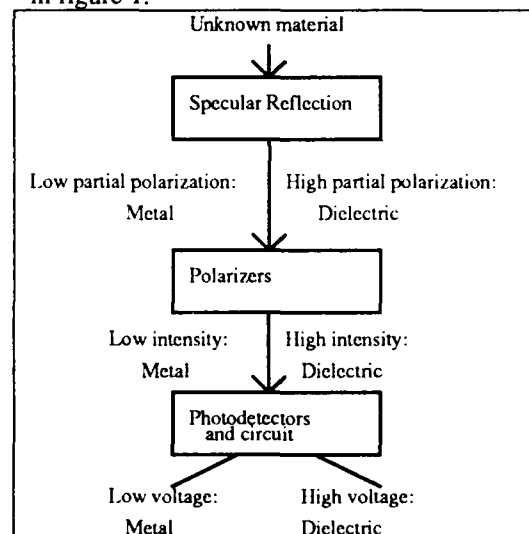 in figure 1.
Unknown material
Specular Reflection
Low partial polarization:
Metal
High partial polarization:
Dielectric
Polarizers
Low intensity:
Metal
High intensity:
Dielectric
Photodetectors
and circuit
Low voltage:
Metal
High voltage:
Dielectric